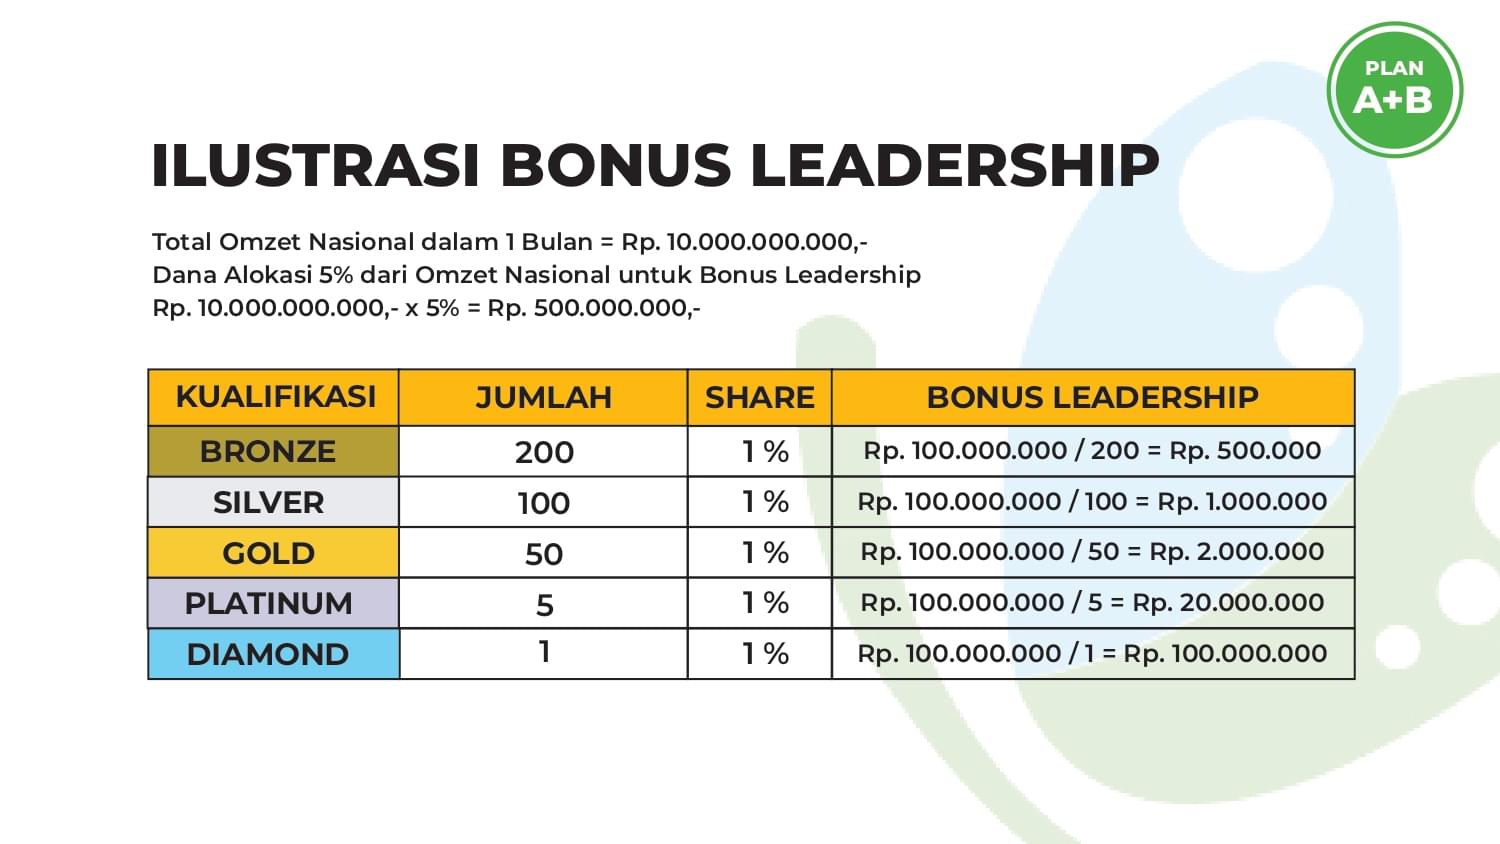 PLAN
A+B
ILUSTRASI BONUS LEADERSHIP
Total Omzet Nasional dalam 1 Bulan = Rp. 10.000.000.000,-
Dana Alokasi 5% dari Omzet Nasional untuk Bonus Leadership
Rp. 10.000.000.000,- x 5% = Rp. 500.000.000,-
KUALIFIKASI JUMLAH SHARE BONUS LEADERSHIP
BRONZE 200 1 % Rp. 100.000.000 / 200 = Rp. 500.000
SILVER 100 1 % Rp. 100.000.000 / 100 = Rp. 1.000.000
GOLD 50 1 % Rp. 100.000.000 / 50 = Rp. 2.000.000
PLATINUM 5 1 % Rp. 100.000.000 / 5 = Rp. 20.000.000
DIAMOND 1 1 % Rp. 100.000.000 / 1 = Rp. 100.000.000